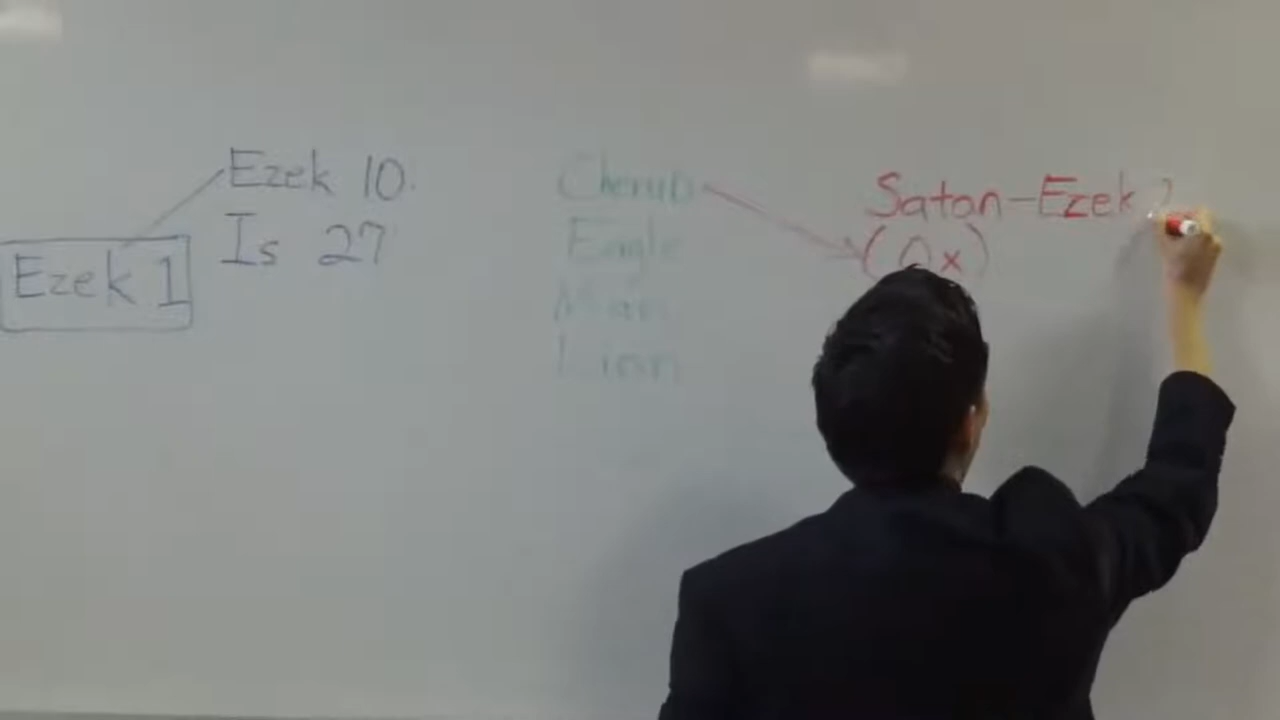 Ezek 10.
Is 27
Ezek 1
Cherub
Eagle
Man
Lion
Satan-Ezek
(Ox)